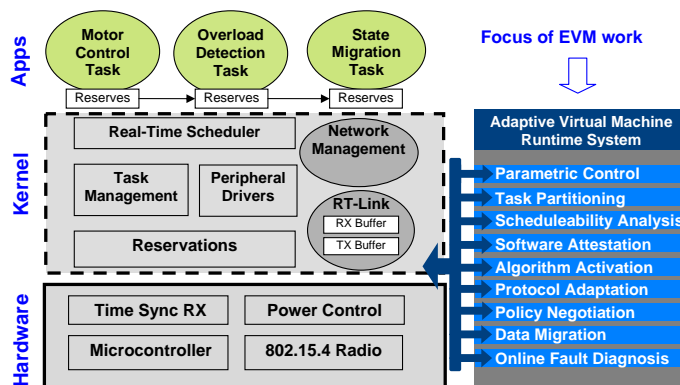 Apps
Motor
Control
Task
Overload
Detection
Task
State
Migration
Task
Reserves
Reserves
Reserves
Kernel
Real-Time Scheduler
Network
Management
Task
Management
Peripheral
Drivers
RT-Link
RX Buffer
TX Buffer
Reservations
Hardware
Time Sync RX
Power Control
Microcontroller
802.15.4 Radio
Focus of EVM work
Adaptive Virtual Machine
Runtime System
Parametric Control
Task Partitioning
Scheduleability Analysis
Software Attestation
Algorithm Activation
Protocol Adaptation
Policy Negotiation
Data Migration
Online Fault Diagnosis